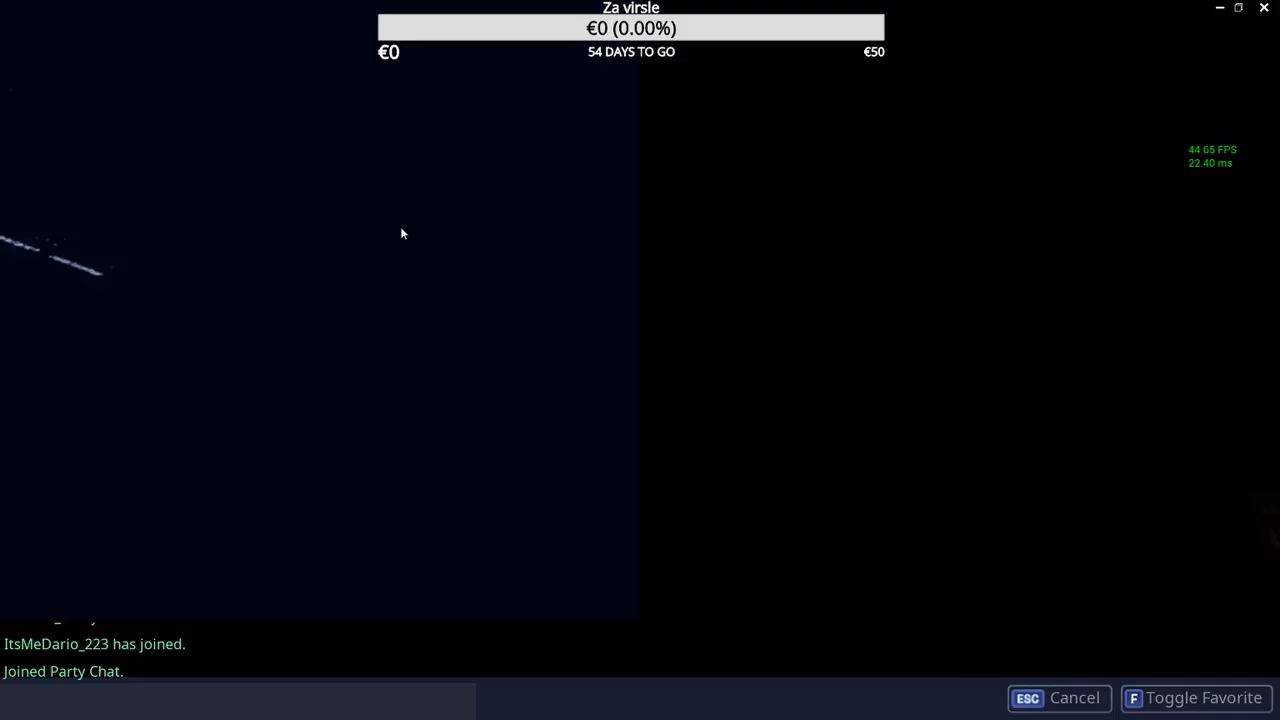 Za virsle
€0 (0.00%)
€0 54 DAYS TO GO €50
44.65 FPS
22.40 ms
ItsMeDario_223 has joined.
Joined Party Chat.
ESC Cancel F Toggle Favorite